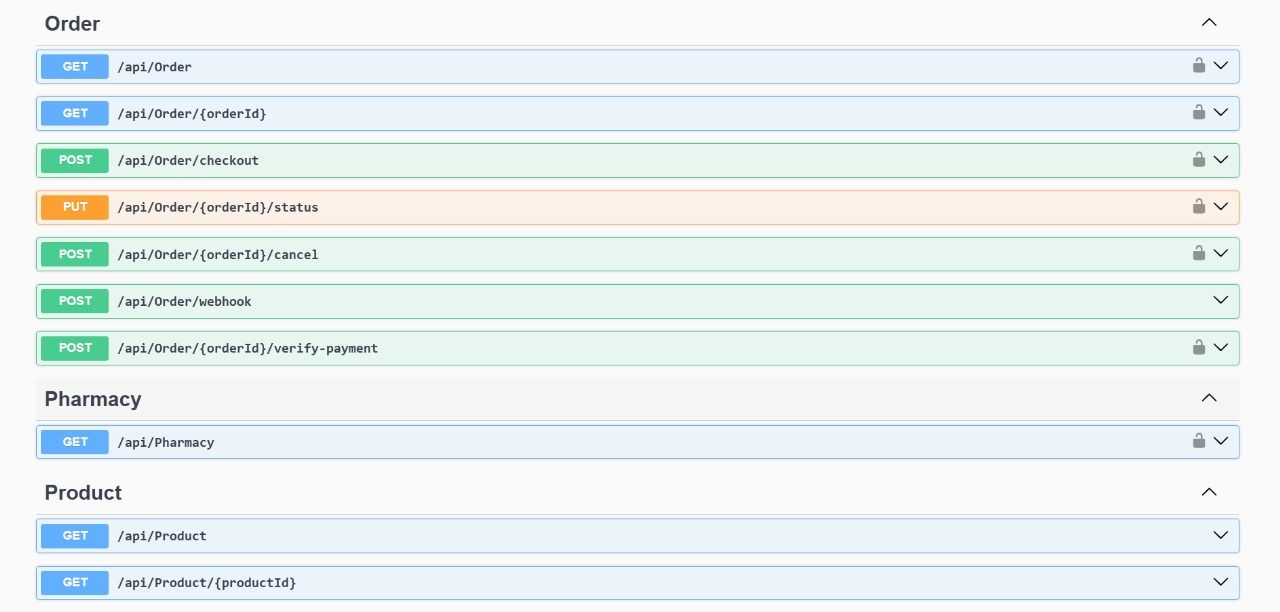 Order
GET /api/Order
GET /api/Order/{orderId}
POST /api/Order/checkout
PUT /api/Order/{orderId}/status
POST /api/Order/{orderId}/cancel
POST /api/Order/webhook
POST /api/Order/{orderId}/verify-payment
Pharmacy
GET /api/Pharmacy
Product
GET /api/Product
GET /api/Product/{productId}